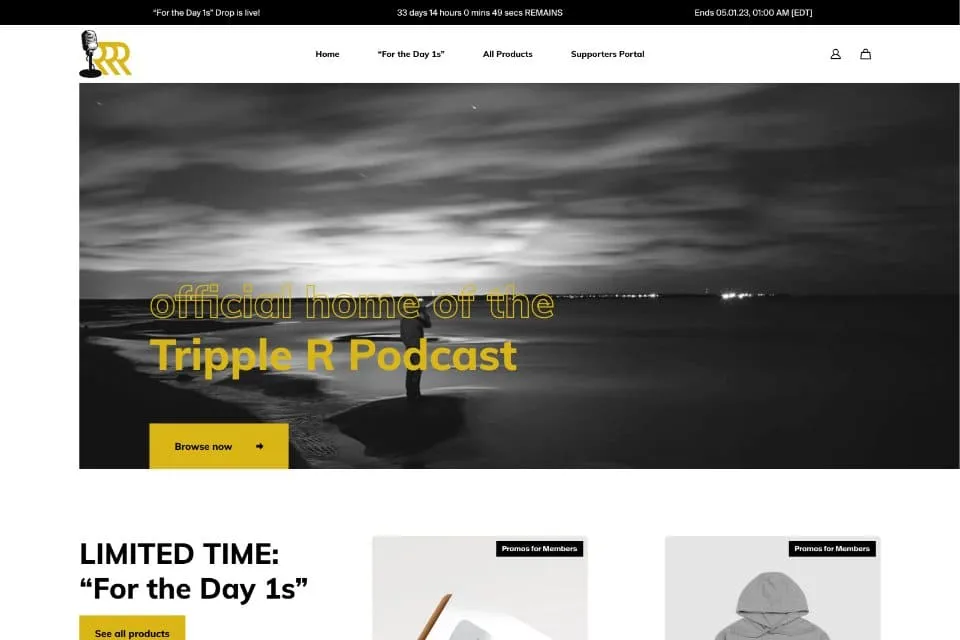 “For the Day 1s” Drop is live!
33 days 14 hours 0 mins 49 secs REMAINS
Ends 05.01.23, 01:00 AM [EDT]
RRR
Home
“For the Day 1s”
All Products
Supporters Portal
official home of the
Tripple R Podcast
Browse now
LIMITED TIME:
“For the Day 1s”
See all products
Promos for Members
Promos for Members